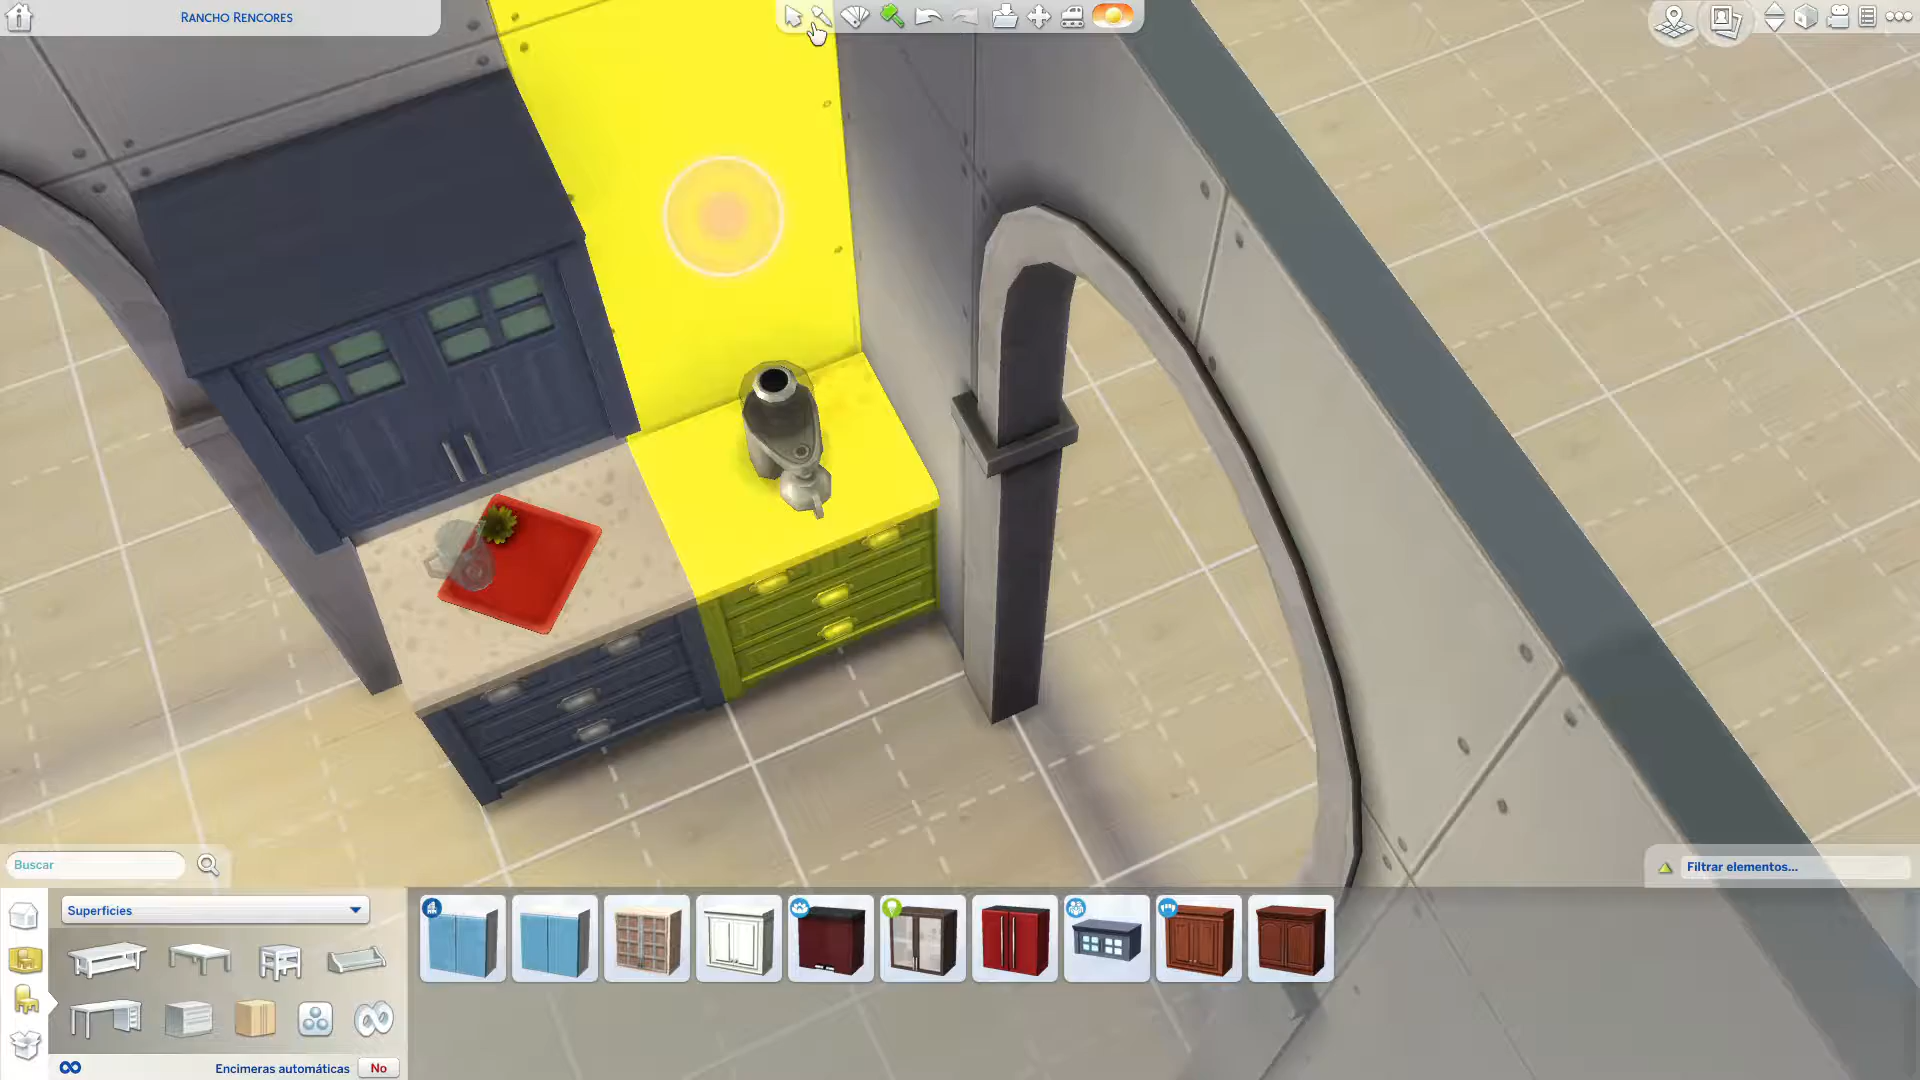 RANCHO RENCORES
Buscar
Filtrar elementos...
Superficies
Encimeras automáticas No